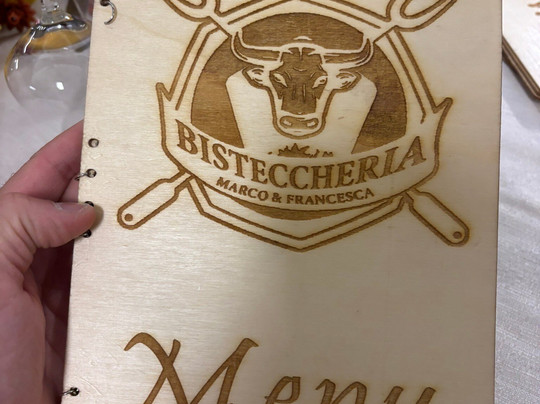 BISTECCHERIA
MARCO & FRANCESCA
Menu